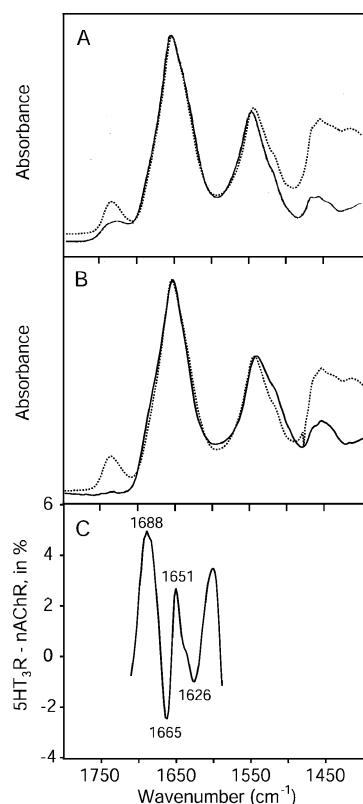 A
Absorbance
B
Absorbance
C
5HT₃R - nAChR, in %
6
4
2
0
-2
-4
1688
1651
1665
1626
1750
1650
1550
1450
Wavenumber (cm⁻¹)